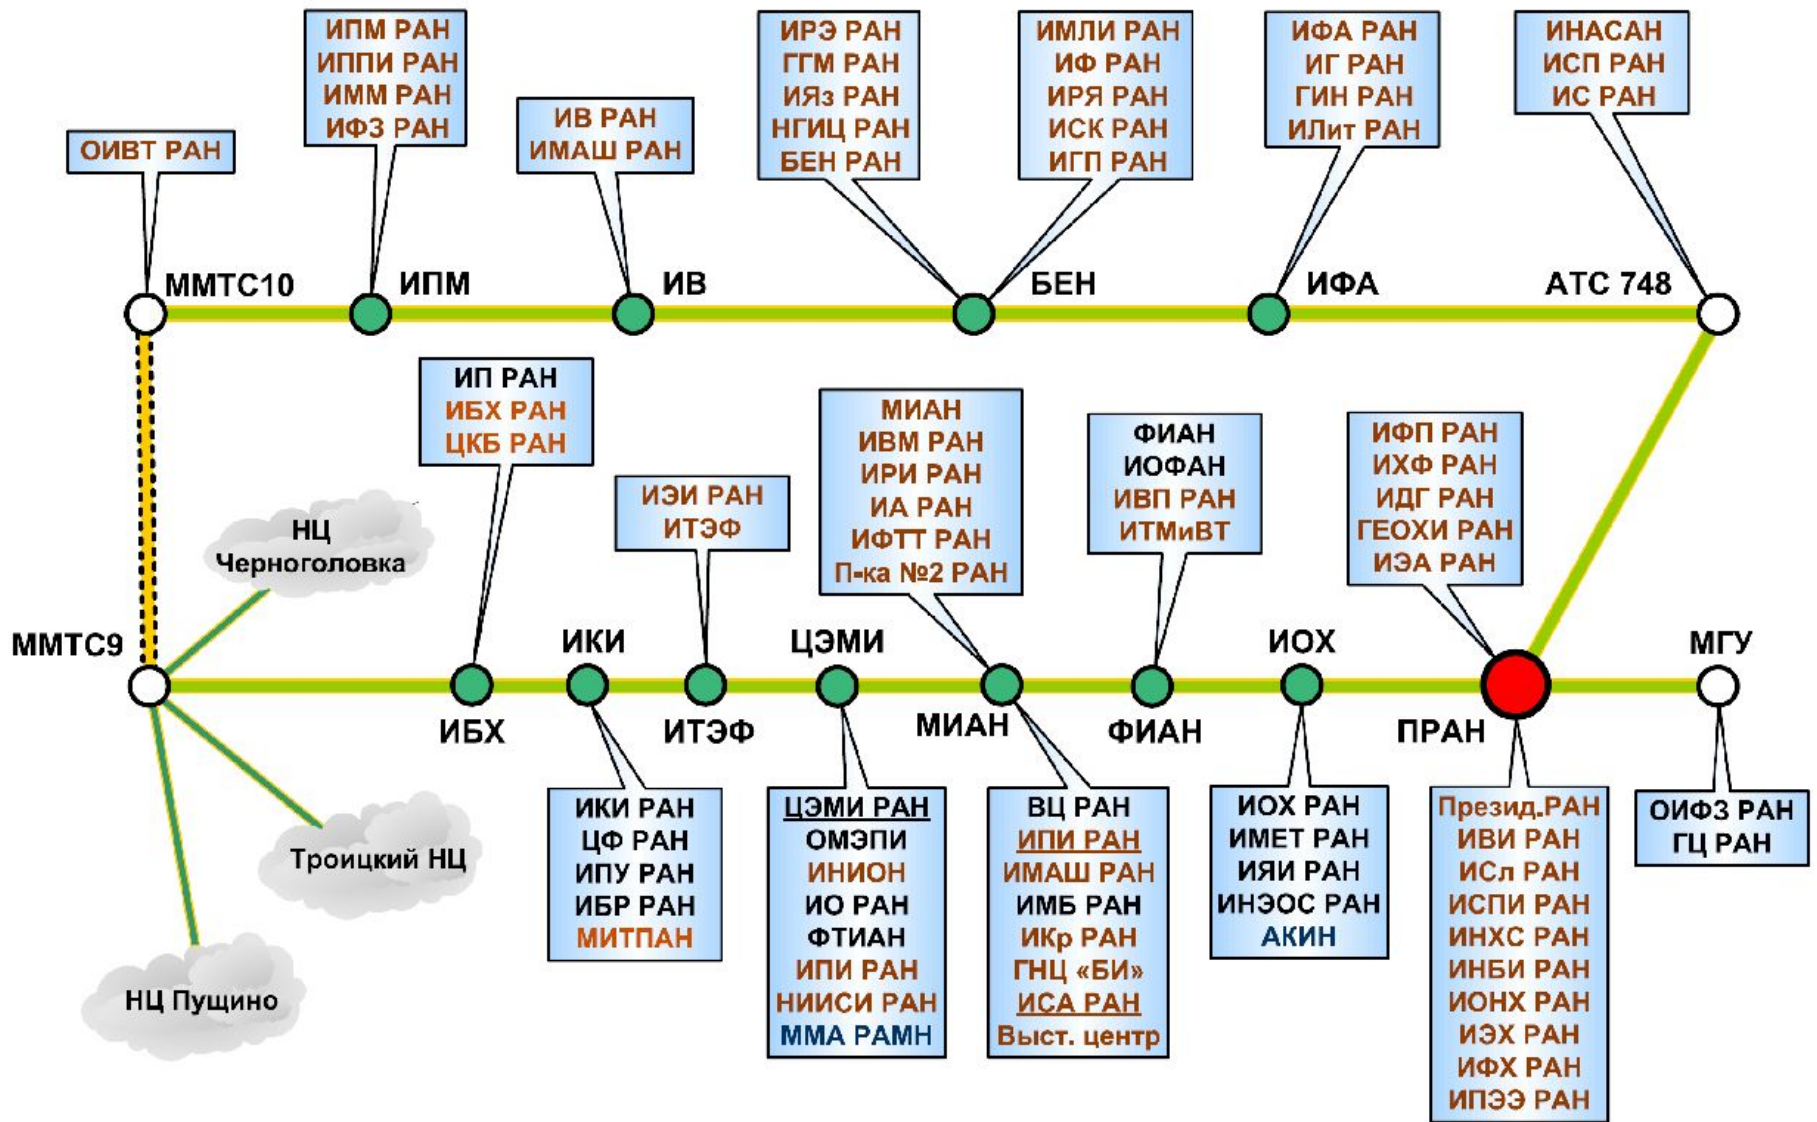 ОИВТ РАН
ИПМ РАН
ИППИ РАН
ИММ РАН
ИФЗ РАН
ИВ РАН
ИМАШ РАН
ИРЭ РАН
ГГМ РАН
ИЯз РАН
НГИЦ РАН
БЕН РАН
ИМЛИ РАН
ИФ РАН
ИРЯ РАН
ИСК РАН
ИГП РАН
ИФА РАН
ИГ РАН
ГИН РАН
ИЛит РАН
ИНАСАН
ИСП РАН
ИС РАН
ММТС10
ИПМ
ИВ
БЕН
ИФА
АТС 748
ИП РАН
ИБХ РАН
ЦКБ РАН
ИЭИ РАН
ИТЭФ
МИАН
ИВМ РАН
ИРИ РАН
ИА РАН
ИФТТ РАН
П-ка №2 РАН
ФИАН
ИОФАН
ИВП РАН
ИТМиВТ
ИФП РАН
ИХФ РАН
ИДГ РАН
ГЕОХИ РАН
ИЭА РАН
НЦ
Черноголовка
ММТС9
ИБХ
ИКИ
ИТЭФ
ЦЭМИ
МИАН
ФИАН
ИОХ
ПРАН
МГУ
Троицкий НЦ
НЦ Пущино
ИКИ РАН
ЦФ РАН
ИПУ РАН
ИБР РАН
МИТПАН
ЦЭМИ РАН
ОМЭПИ
ИНИОН
ИО РАН
ФТИАН
ИПИ РАН
НИИСИ РАН
ММА РАМН
ВЦ РАН
ИПИ РАН
ИМАШ РАН
ИМБ РАН
ИКр РАН
ГНЦ «БИ»
ИСА РАН
Выст. центр
ИОХ РАН
ИМЕТ РАН
ИЯИ РАН
ИНЭОС РАН
АКИН
Презид.РАН
ИВИ РАН
ИСл РАН
ИСПИ РАН
ИНХС РАН
ИНБИ РАН
ИОНХ РАН
ИЭХ РАН
ИФХ РАН
ИПЭЭ РАН
ОИФЗ РАН
ГЦ РАН